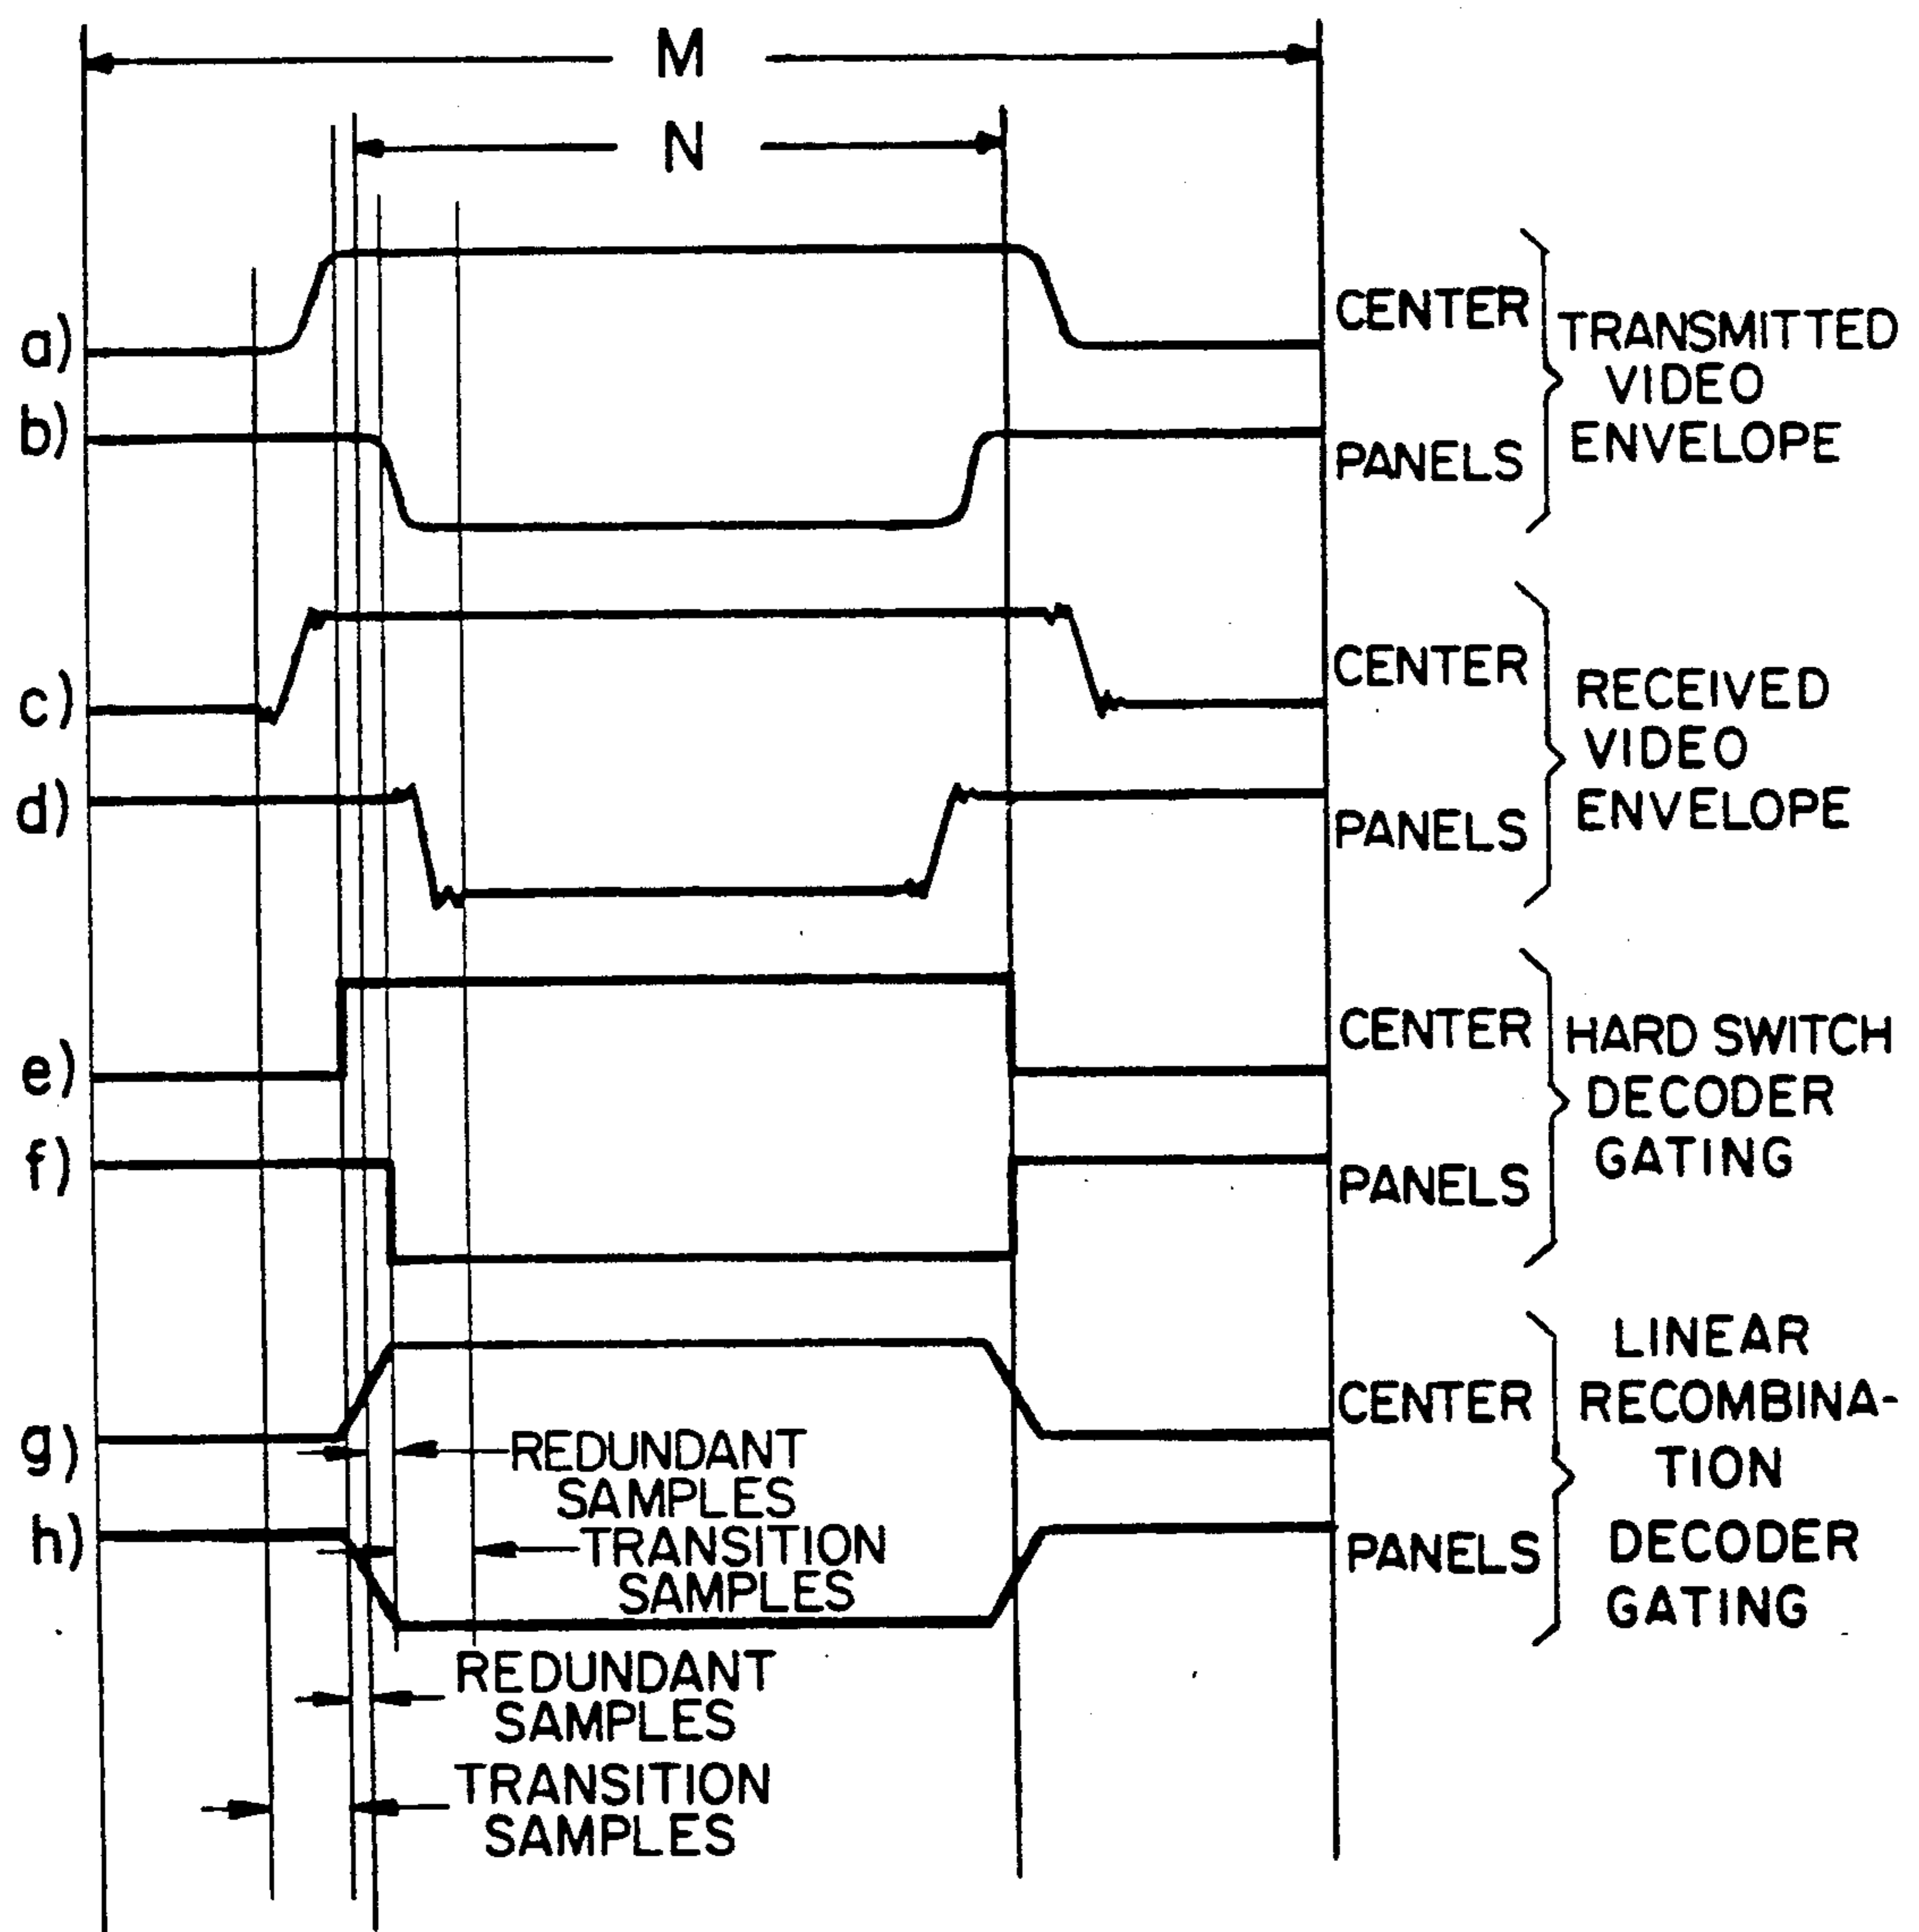 M
N
a)
CENTER
TRANSMITTED
VIDEO
ENVELOPE
b)
PANELS
c)
CENTER
RECEIVED
VIDEO
ENVELOPE
d)
PANELS
e)
CENTER
HARD SWITCH
DECODER
GATING
f)
PANELS
g)
CENTER
LINEAR
RECOMBINA-
TION
DECODER
GATING
REDUNDANT
SAMPLES
h)
PANELS
TRANSITION
SAMPLES
REDUNDANT
SAMPLES
TRANSITION
SAMPLES